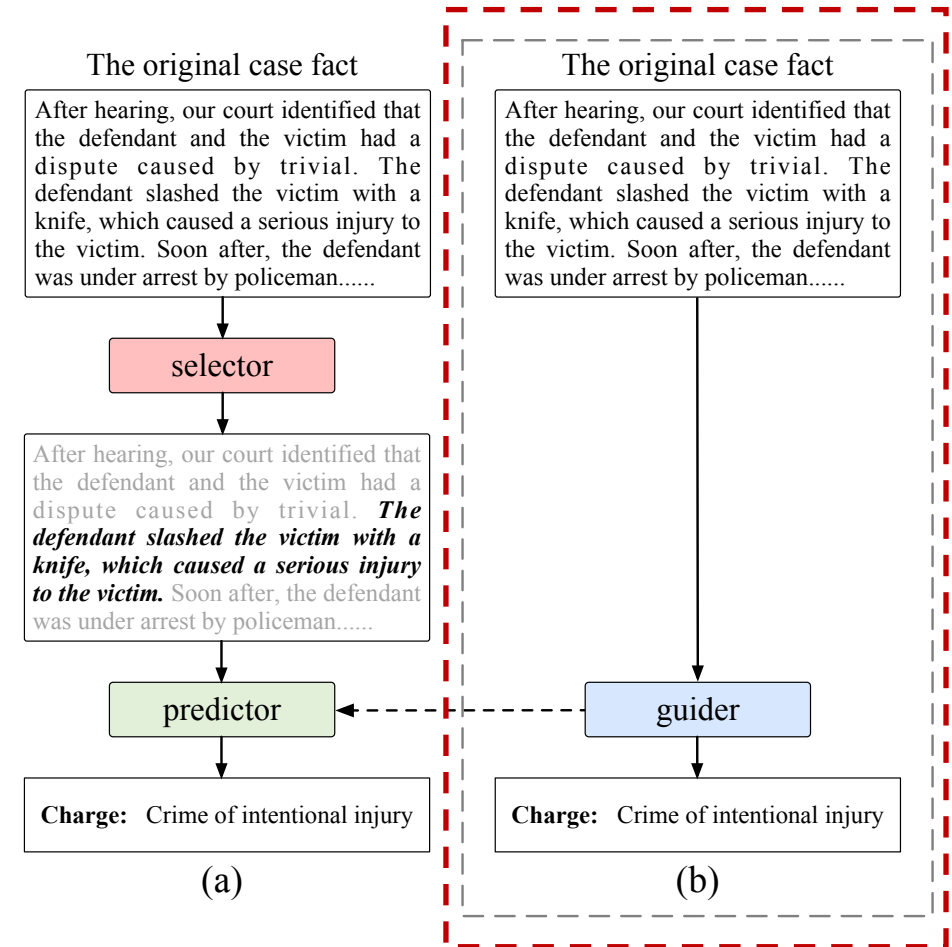 The original case fact
After hearing, our court identified that
the defendant and the victim had a
dispute caused by trivial. The
defendant slashed the victim with a
knife, which caused a serious injury to
the victim. Soon after, the defendant
was under arrest by policeman......
selector
After hearing, our court identified that
the defendant and the victim had a
dispute caused by trivial. The
defendant slashed the victim with a
knife, which caused a serious injury
to the victim. Soon after, the defendant
was under arrest by policeman......
predictor
Charge: Crime of intentional injury
(a)
The original case fact
After hearing, our court identified that
the defendant and the victim had a
dispute caused by trivial. The
defendant slashed the victim with a
knife, which caused a serious injury to
the victim. Soon after, the defendant
was under arrest by policeman......
guider
Charge: Crime of intentional injury
(b)